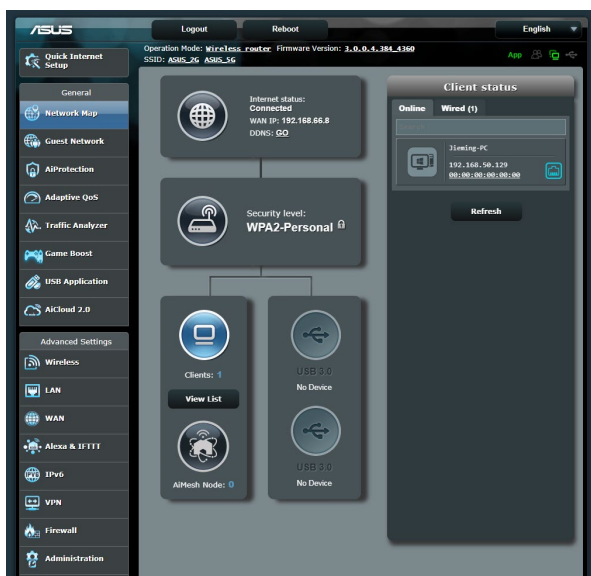 ASUS
Logout
Reboot
English
Operation Mode: Wireless router Firmware Version: 3.0.0.4.384_4360
SSID: ASUS_2G ASUS_5G
App
Quick Internet
Setup
General
Network Map
Guest Network
AiProtection
Adaptive QoS
Traffic Analyzer
Game Boost
USB Application
AiCloud 2.0
Advanced Settings
Wireless
LAN
WAN
Alexa & IFTTT
IPv6
VPN
Firewall
Administration
Internet status:
Connected
WAN IP: 192.168.66.8
DDNS: GO
Security level:
WPA2-Personal
Clients: 1
View List
AiMesh Node: 0
USB 3.0
No Device
USB 3.0
No Device
Client status
Online
Wired (1)
Jieming-PC
192.168.50.129
00:00:00:00:00:00
Refresh